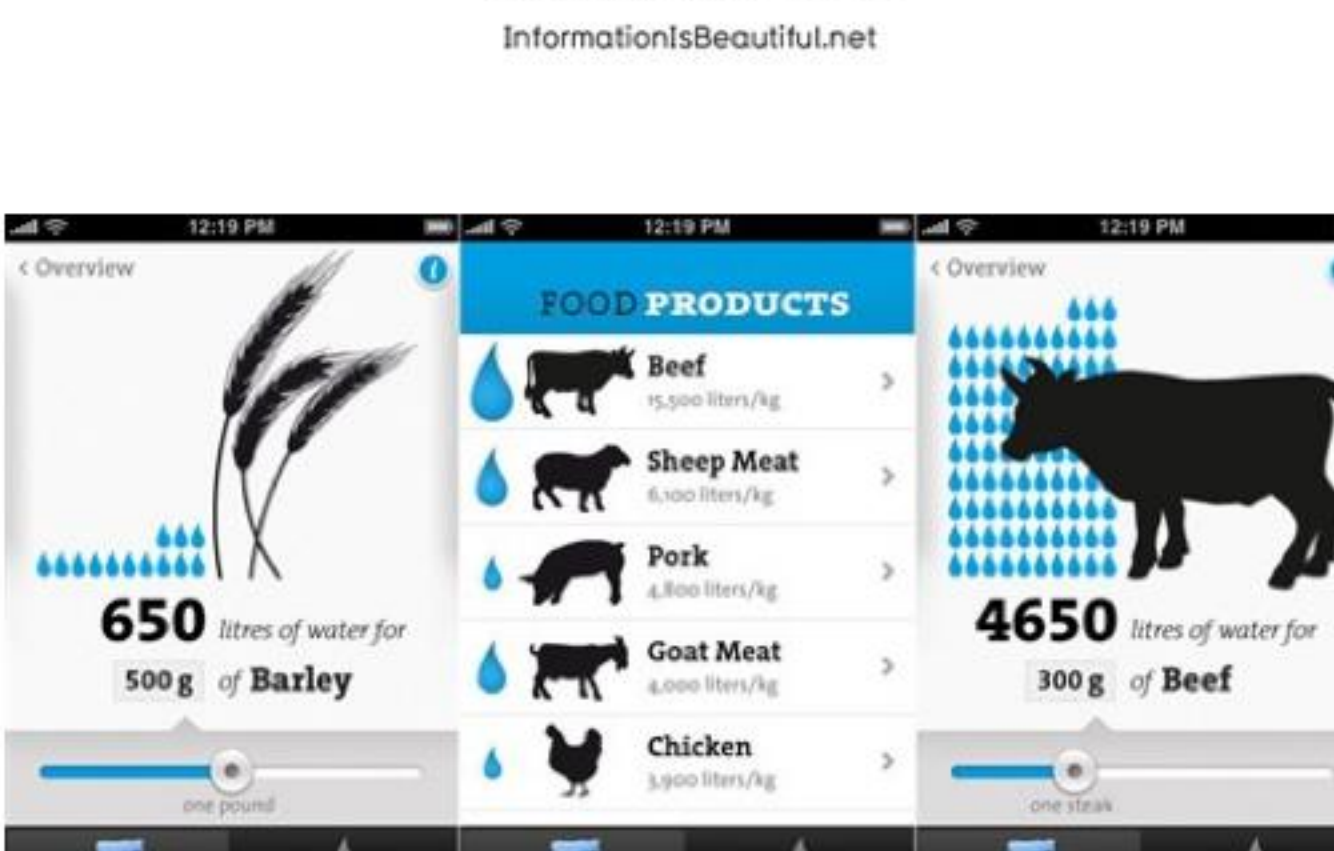 InformationIsBeautiful.net
12:19 PM
< Overview
i
650 litres of water for
500 g of Barley
one pound
12:19 PM
FOOD PRODUCTS
Beef
15,500 liters/kg
Sheep Meat
6,100 liters/kg
Pork
4,800 liters/kg
Goat Meat
4,000 liters/kg
Chicken
3,900 liters/kg
12:19 PM
< Overview
4650 litres of water for
300 g of Beef
one steak